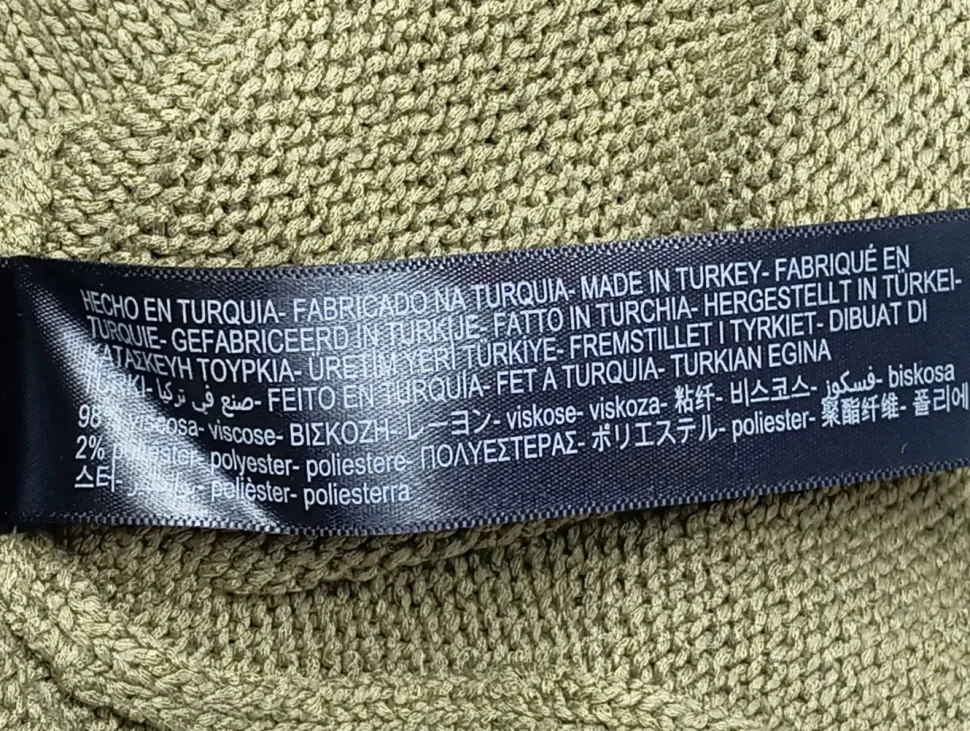 HECHO EN TURQUIA- FABRICADO NA TURQUIA- MADE IN TURKEY- FABRIQUÉ EN
TURQUIE- GEFABRICEERD IN TURKIJE- FATTO IN TURCHIA- HERGESTELLT IN TÜRKEI-
ΚΑΤΑΣΚΕΥΗ ΤΟΥΡΚΙΑ- ÜRETİM YERİ TÜRKİYE- FREMSTILLET I TYRKIET- DIBUAT DI
صنع في تركيا- FEITO EN TURQUÍA- FET A TURQUIA- TURKIAN EGINA
viscosa- viscose- ΒΙΣΚΟΖΗ- レーヨン- viskose- viskoza- 粘纤- 비스코스- فسكوز- biskosa
2% polyester- poliestere- ΠΟΛΥΕΣΤΕΡΑΣ- ポリエステル- poliester- 聚酯纤维- 폴리에
스터- polièster- poliesterra